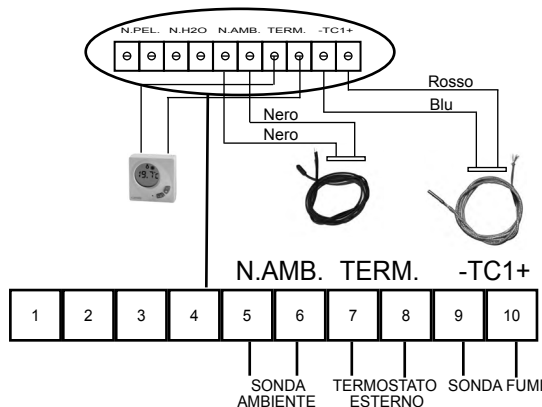 N.PEL. N.H2O N.AMB. TERM. -TC1+
Rosso
Blu
Nero
Nero
19.7c
N.AMB. TERM. -TC1+
1 2 3 4 5 6 7 8 9 10
SONDA AMBIENTE
TERMOSTATO ESTERNO
SONDA FUMI